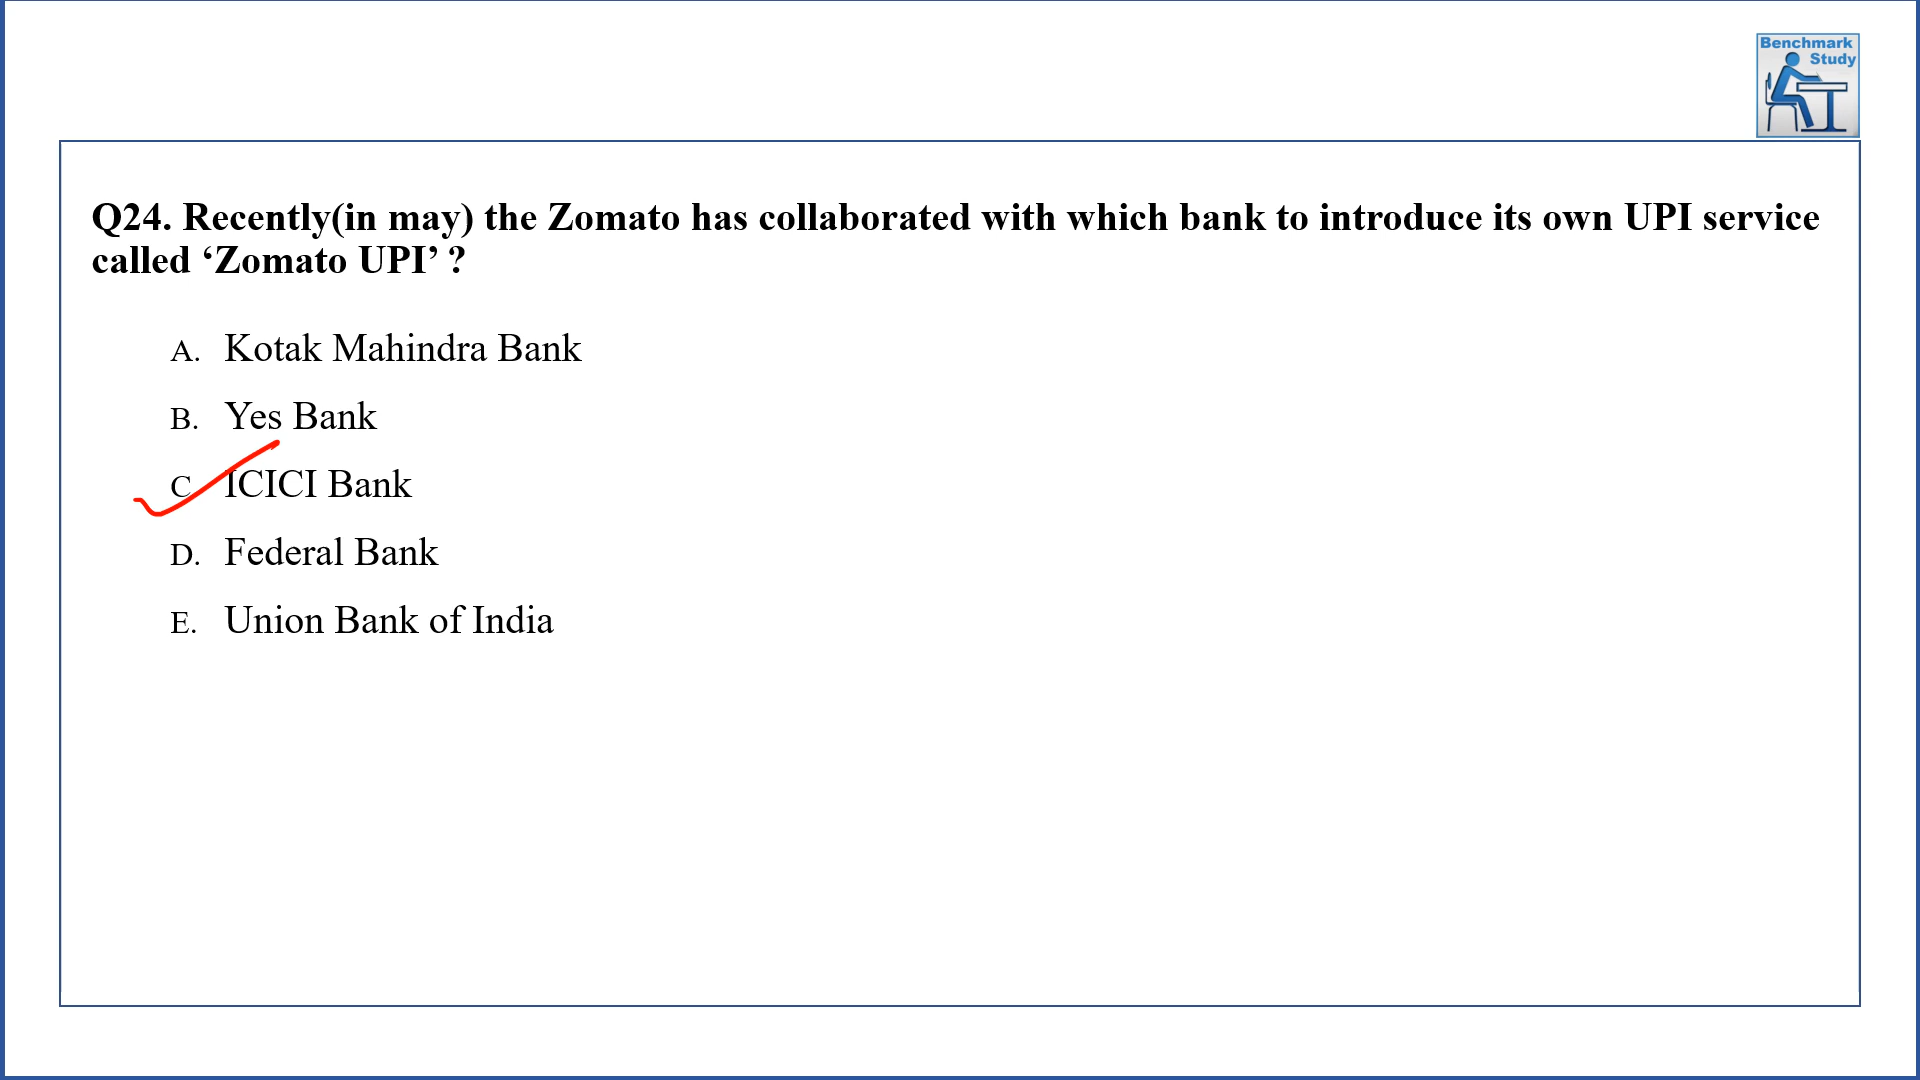 Benchmark
Study
Q24. Recently(in may) the Zomato has collaborated with which bank to introduce its own UPI service
called ‘Zomato UPI’ ?
A. Kotak Mahindra Bank
B. Yes Bank
C ICICI Bank
D. Federal Bank
E. Union Bank of India